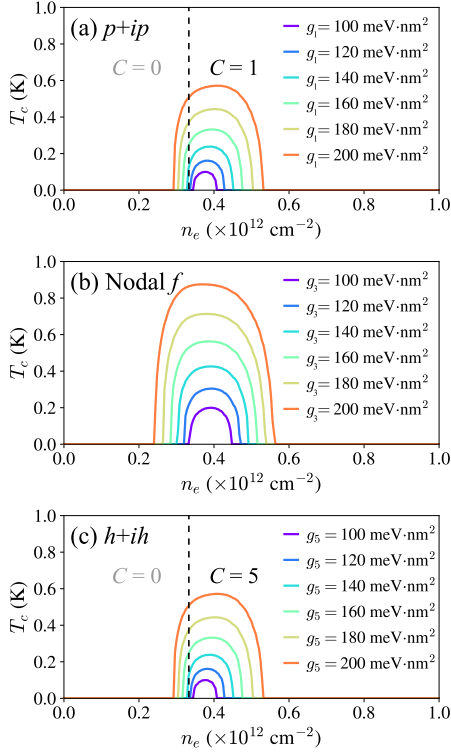 (a) p+ip
C = 0
C = 1
g₁ = 100 meV·nm²
g₁ = 120 meV·nm²
g₁ = 140 meV·nm²
g₁ = 160 meV·nm²
g₁ = 180 meV·nm²
g₁ = 200 meV·nm²
T_c (K)
1.0
0.8
0.6
0.4
0.2
0.0
0.0 0.2 0.4 0.6 0.8 1.0
n_e (×10¹² cm⁻²)
(b) Nodal f
g₃ = 100 meV·nm²
g₃ = 120 meV·nm²
g₃ = 140 meV·nm²
g₃ = 160 meV·nm²
g₃ = 180 meV·nm²
g₃ = 200 meV·nm²
T_c (K)
1.0
0.8
0.6
0.4
0.2
0.0
0.0 0.2 0.4 0.6 0.8 1.0
n_e (×10¹² cm⁻²)
(c) h+ih
C = 0
C = 5
g₅ = 100 meV·nm²
g₅ = 120 meV·nm²
g₅ = 140 meV·nm²
g₅ = 160 meV·nm²
g₅ = 180 meV·nm²
g₅ = 200 meV·nm²
T_c (K)
1.0
0.8
0.6
0.4
0.2
0.0
0.0 0.2 0.4 0.6 0.8 1.0
n_e (×10¹² cm⁻²)